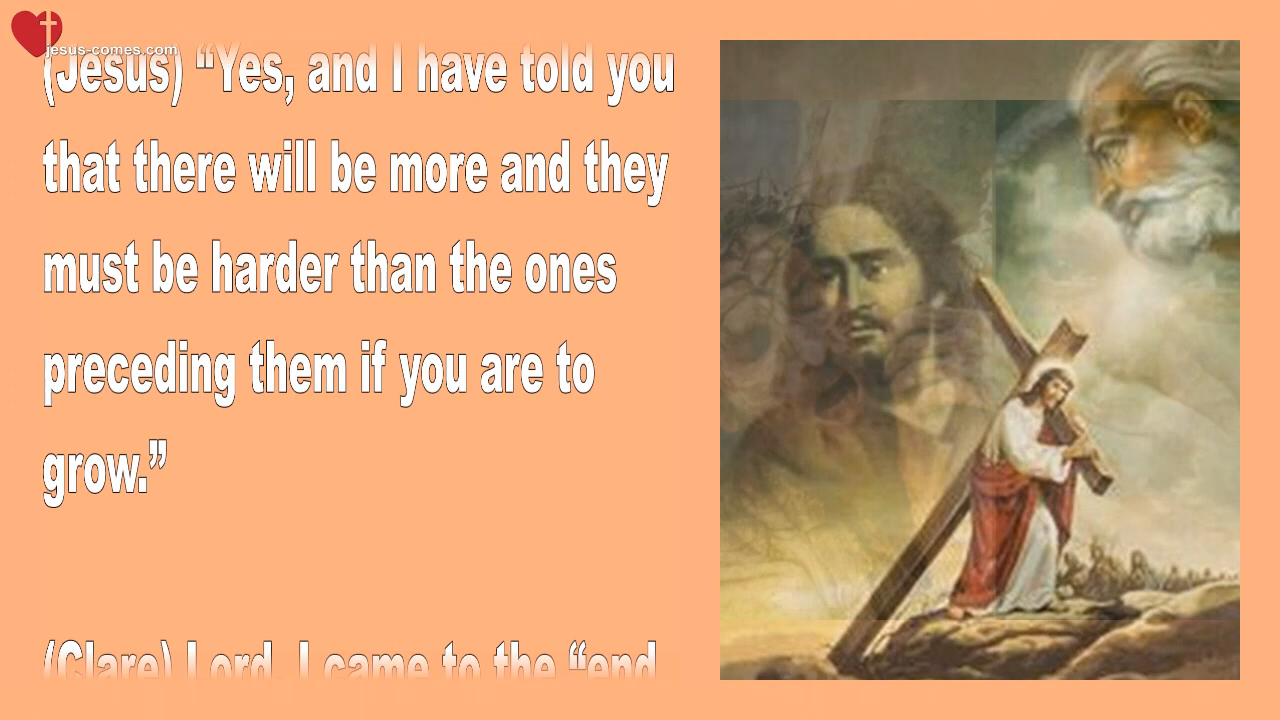 jesus-comes.com
(Jesus) “Yes, and I have told you
that there will be more and they
must be harder than the ones
preceding them if you are to
grow.”
(Clare) Lord, I came to the “end